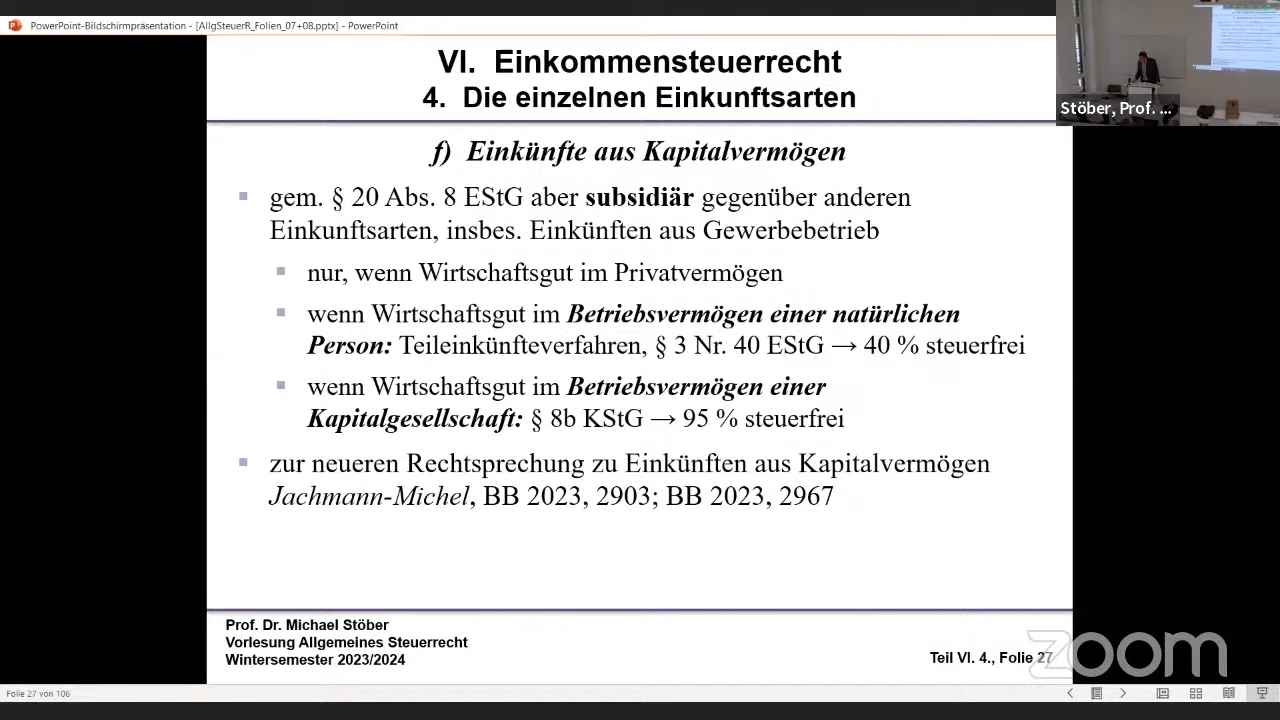 PowerPoint-Bildschirmpräsentation - [AllgSteuerR_Folien_07+08.pptx] - PowerPoint
Stöber, Prof. ...
VI. Einkommensteuerrecht
4. Die einzelnen Einkunftsarten
f) Einkünfte aus Kapitalvermögen
gem. § 20 Abs. 8 EStG aber subsidiär gegenüber anderen
Einkunftsarten, insbes. Einkünften aus Gewerbebetrieb
nur, wenn Wirtschaftsgut im Privatvermögen
wenn Wirtschaftsgut im Betriebsvermögen einer natürlichen
Person: Teileinkünfteverfahren, § 3 Nr. 40 EStG → 40 % steuerfrei
wenn Wirtschaftsgut im Betriebsvermögen einer
Kapitalgesellschaft: § 8b KStG → 95 % steuerfrei
zur neueren Rechtsprechung zu Einkünften aus Kapitalvermögen
Jachmann-Michel, BB 2023, 2903; BB 2023, 2967
Prof. Dr. Michael Stöber
Vorlesung Allgemeines Steuerrecht
Wintersemester 2023/2024
Teil VI. 4., Folie 27
zoom
Folie 27 von 106